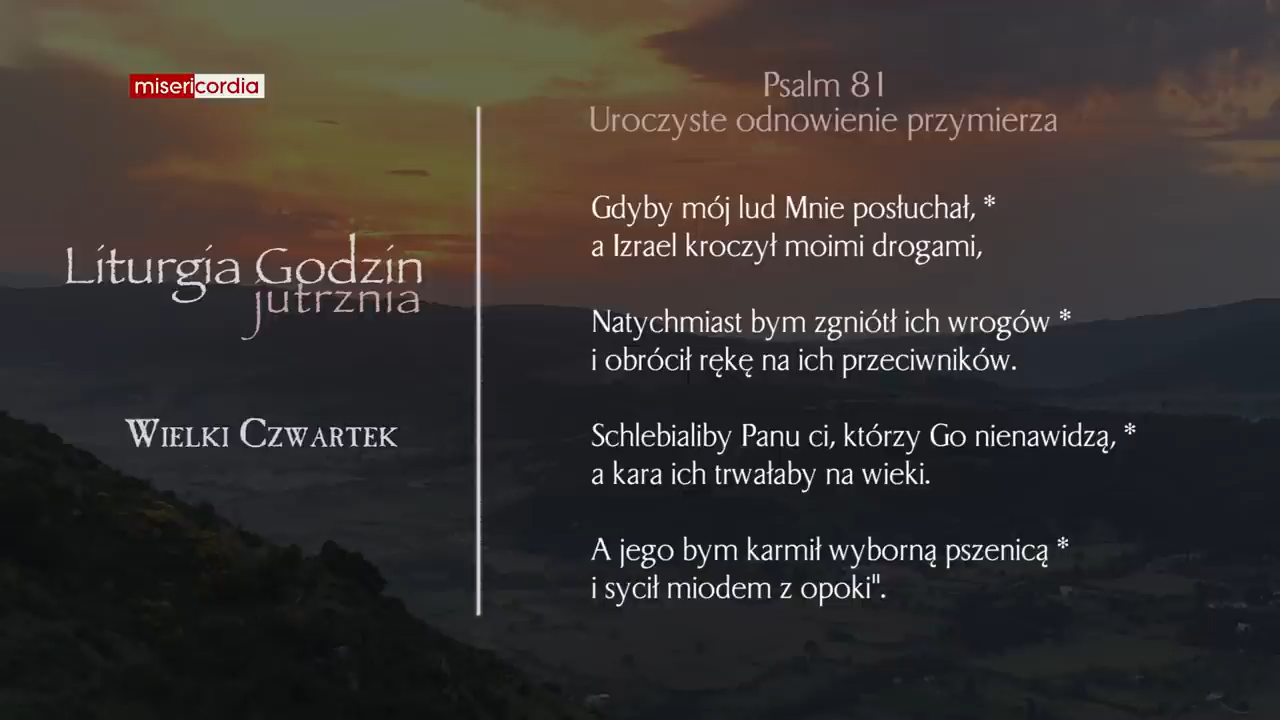 misericordia
Liturgia Godzin
jutrznia
Wielki Czwartek
Psalm 81
Uroczyste odnowienie przymierza
Gdyby mój lud Mnie posłuchał, *
a Izrael kroczył moimi drogami,
Natychmiast bym zgniótł ich wrogów *
i obrócił rękę na ich przeciwników.
Schlebialiby Panu ci, którzy Go nienawidzą, *
a kara ich trwałaby na wieki.
A jego bym karmił wyborną pszenicą *
i sycił miodem z opoki".